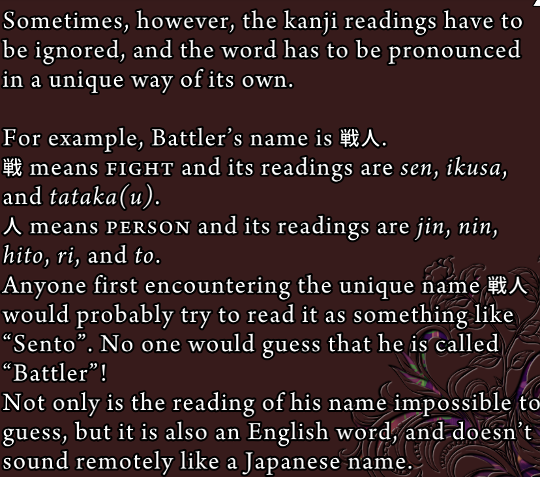 Sometimes, however, the kanji readings have to
be ignored, and the word has to be pronounced
in a unique way of its own.
For example, Battler’s name is 戦人.
戦 means FIGHT and its readings are sen, ikusa,
and tataka(u).
人 means PERSON and its readings are jin, nin,
hito, ri, and to.
Anyone first encountering the unique name 戦人
would probably try to read it as something like
“Sento”. No one would guess that he is called
“Battler”!
Not only is the reading of his name impossible to
guess, but it is also an English word, and doesn’t
sound remotely like a Japanese name.